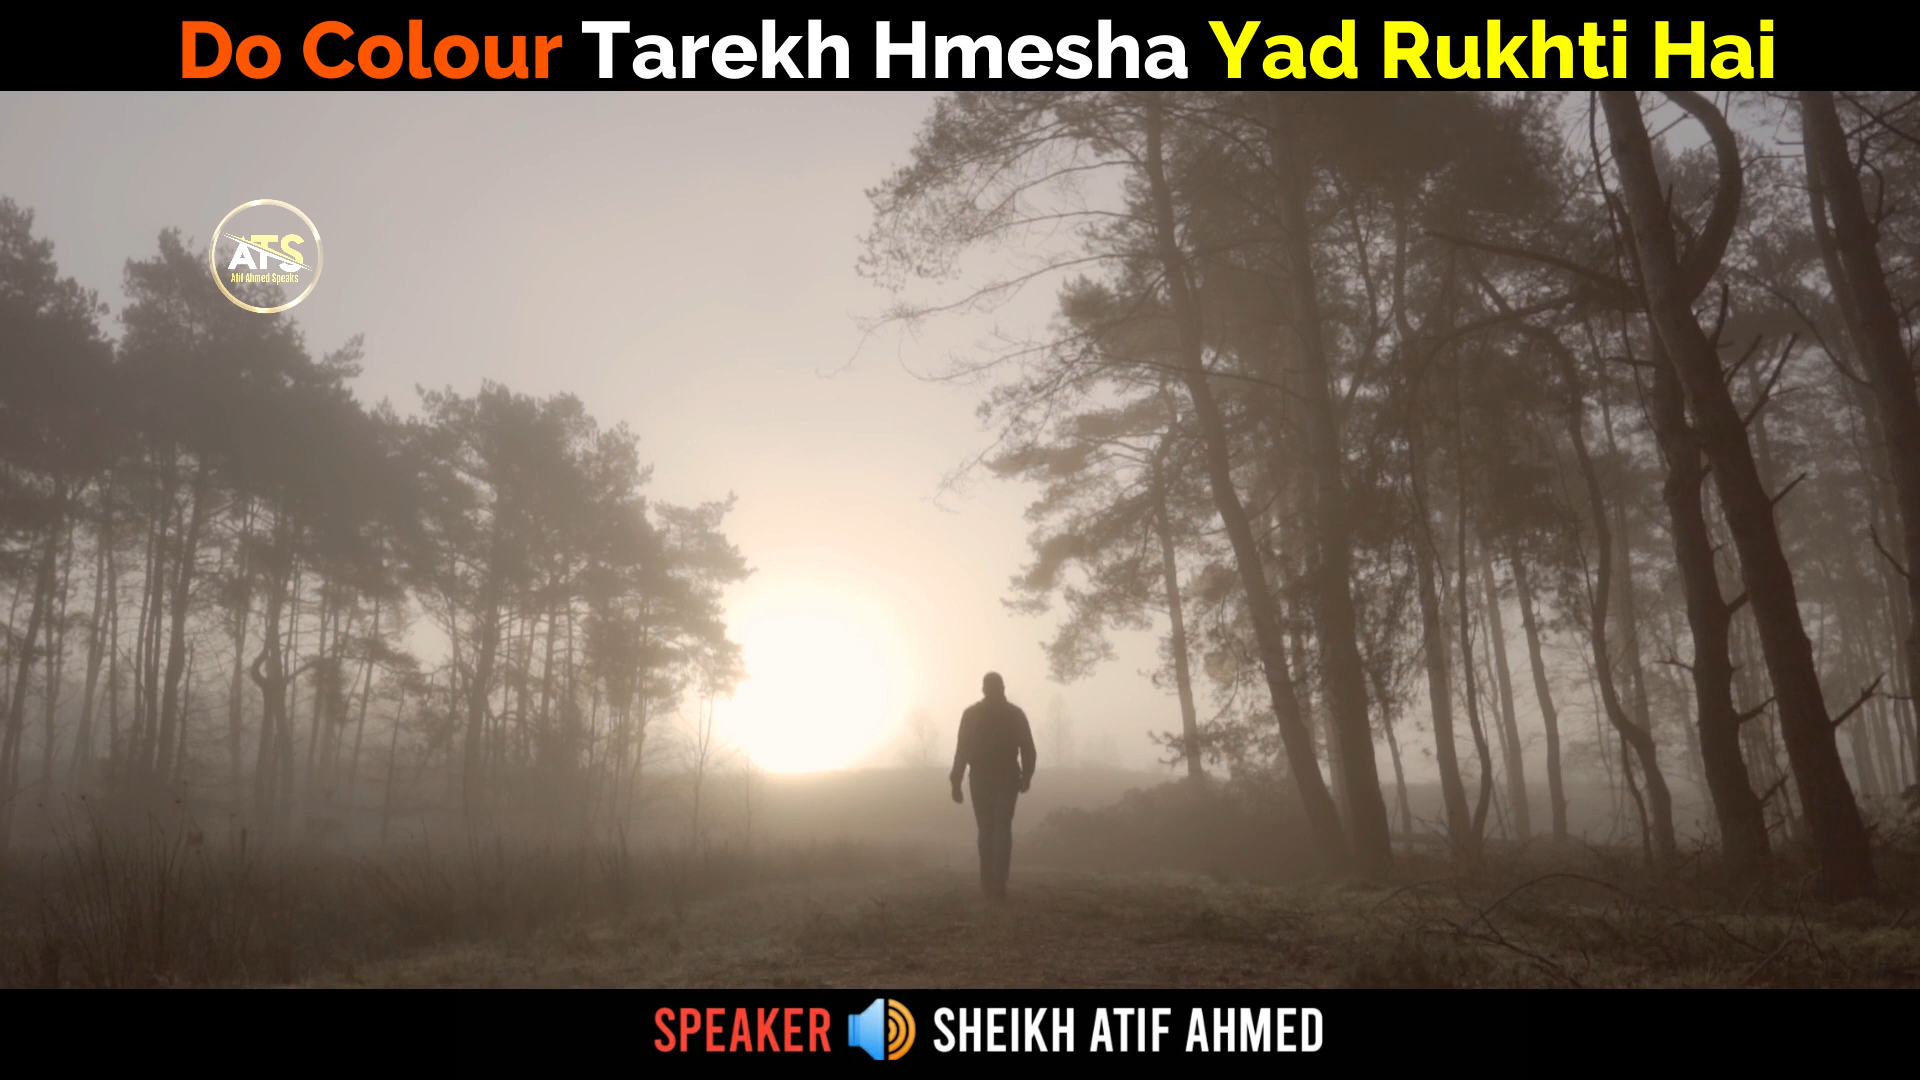 Do Colour Tarekh Hmesha Yad Rukhti Hai
ATS
Atif Ahmed Speaks
SPEAKER 🔊 SHEIKH ATIF AHMED